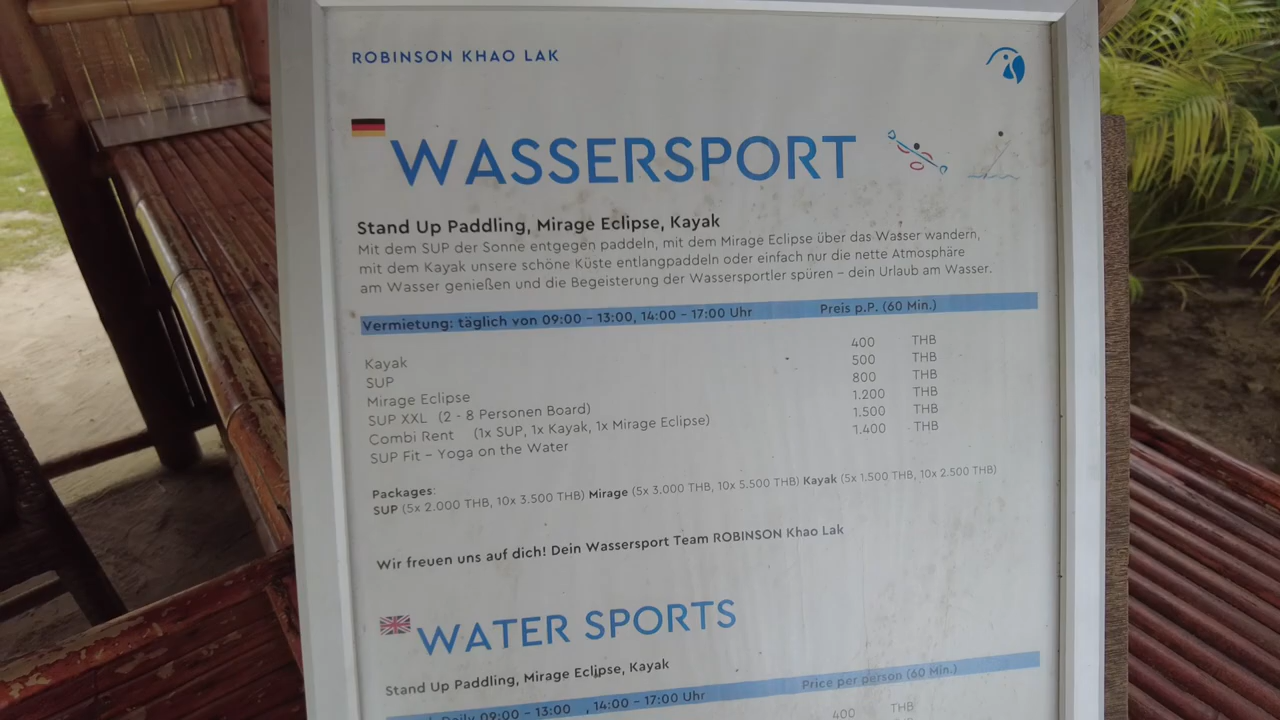 ROBINSON KHAO LAK
WASSERSPORT
Stand Up Paddling, Mirage Eclipse, Kayak
Mit dem SUP der Sonne entgegen paddeln, mit dem Mirage Eclipse über das Wasser wandern,
mit dem Kayak unsere schöne Küste entlangpaddeln oder einfach nur die nette Atmosphäre
am Wasser genießen und die Begeisterung der Wassersportler spüren – dein Urlaub am Wasser.
Vermietung: täglich von 09:00 – 13:00, 14:00 – 17:00 Uhr Preis p.P. (60 Min.)
Kayak 400 THB
SUP 500 THB
Mirage Eclipse 800 THB
SUP XXL (2 - 8 Personen Board) 1.200 THB
Combi Rent (1x SUP, 1x Kayak, 1x Mirage Eclipse) 1.500 THB
SUP Fit – Yoga on the Water 1.400 THB
Packages:
SUP (5x 2.000 THB, 10x 3.500 THB) Mirage (5x 3.000 THB, 10x 5.500 THB) Kayak (5x 1.500 THB, 10x 2.500 THB)
Wir freuen uns auf dich! Dein Wassersport Team ROBINSON Khao Lak
WATER SPORTS
Stand Up Paddling, Mirage Eclipse, Kayak
Daily 09:00 – 13:00 , 14:00 – 17:00 Uhr Price per person (60 Min.)
400 THB